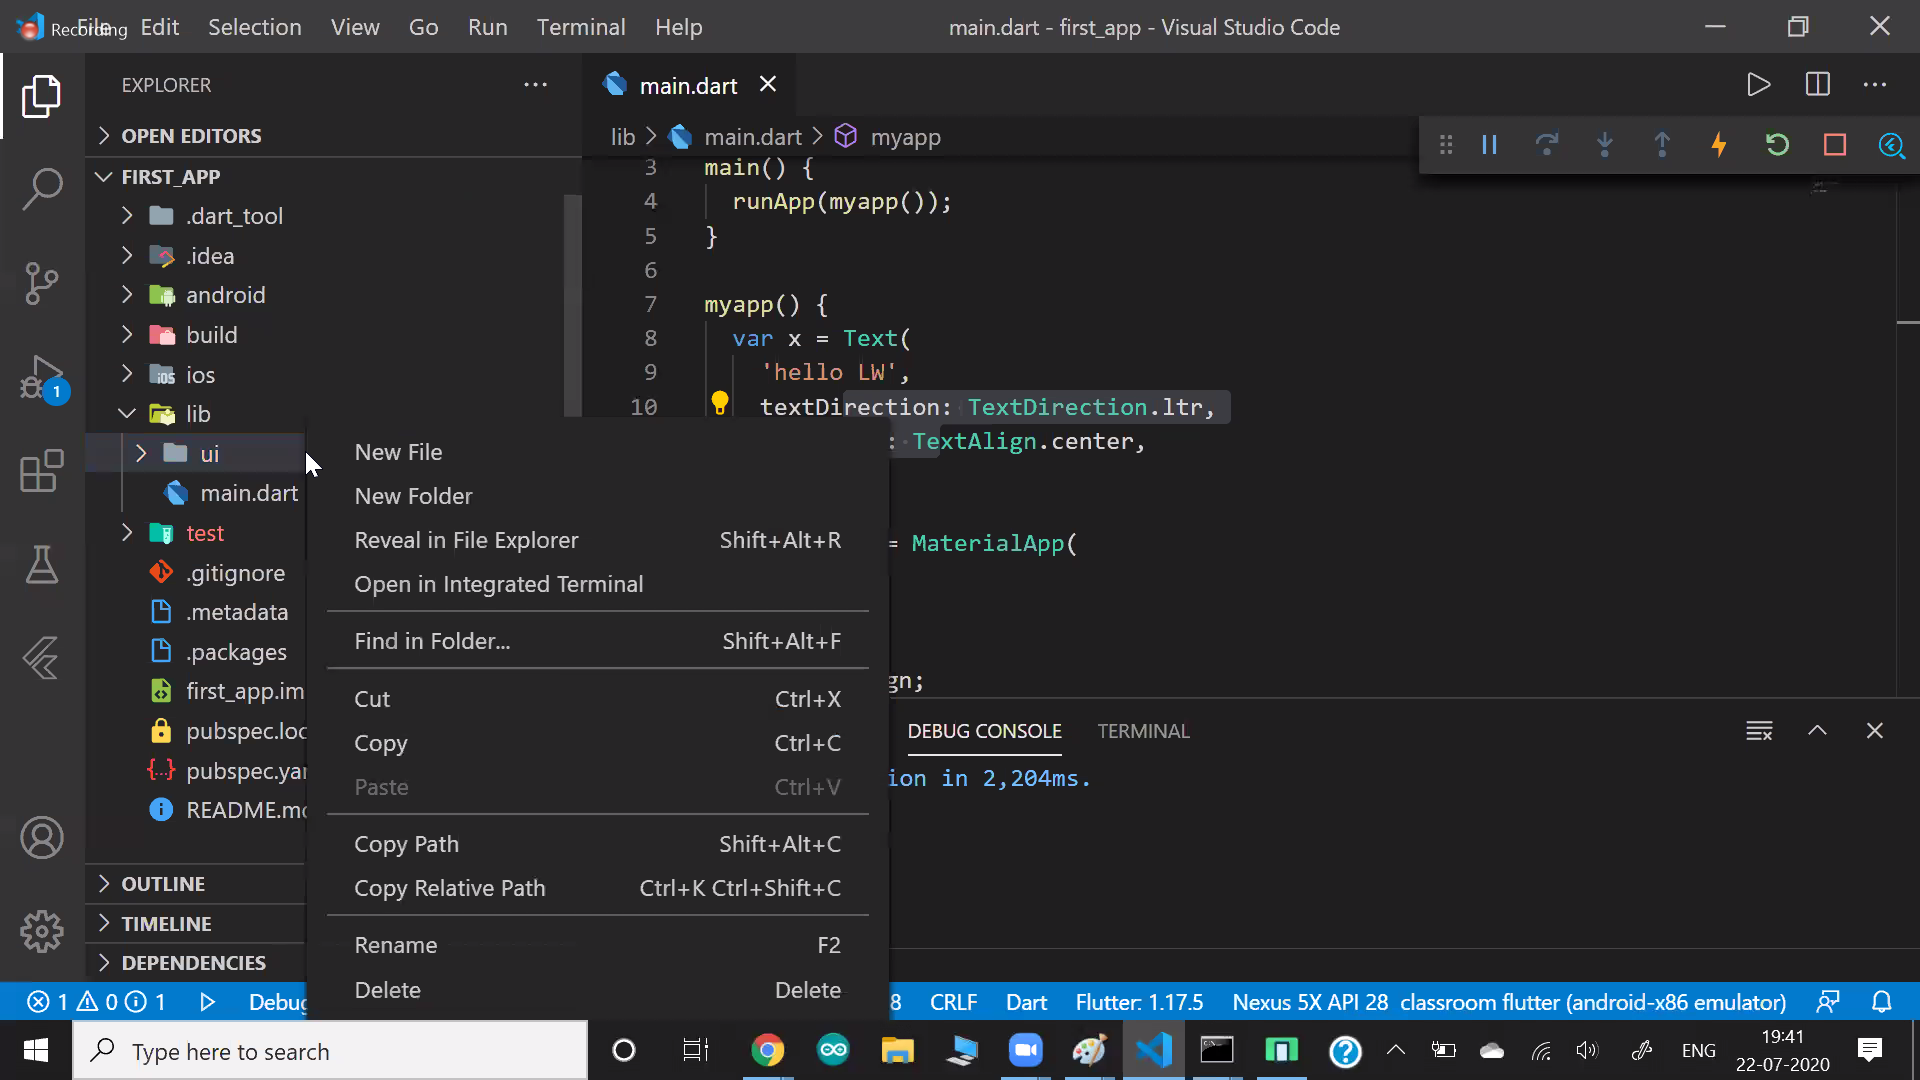 Recording File Edit Selection View Go Run Terminal Help main.dart - first_app - Visual Studio Code
EXPLORER
OPEN EDITORS
FIRST_APP
.dart_tool
.idea
android
build
ios
lib
ui
main.dart
test
.gitignore
.metadata
.packages
first_app.im
pubspec.loc
pubspec.yar
README.md
OUTLINE
TIMELINE
DEPENDENCIES
1
main.dart
lib > main.dart > myapp
3 main() {
4 runApp(myapp());
5 }
6
7 myapp() {
8 var x = Text(
9 'hello LW',
10 textDirection: TextDirection.ltr,
: TextAlign.center,
= MaterialApp(
gn;
New File
New Folder
Reveal in File Explorer Shift+Alt+R
Open in Integrated Terminal
Find in Folder... Shift+Alt+F
Cut Ctrl+X
Copy Ctrl+C
Paste Ctrl+V
Copy Path Shift+Alt+C
Copy Relative Path Ctrl+K Ctrl+Shift+C
Rename F2
Delete Delete
DEBUG CONSOLE TERMINAL
ion in 2,204ms.
1 0 1 Debug 8 CRLF Dart Flutter: 1.17.5 Nexus 5X API 28 classroom flutter (android-x86 emulator)
Type here to search
ENG
19:41
22-07-2020